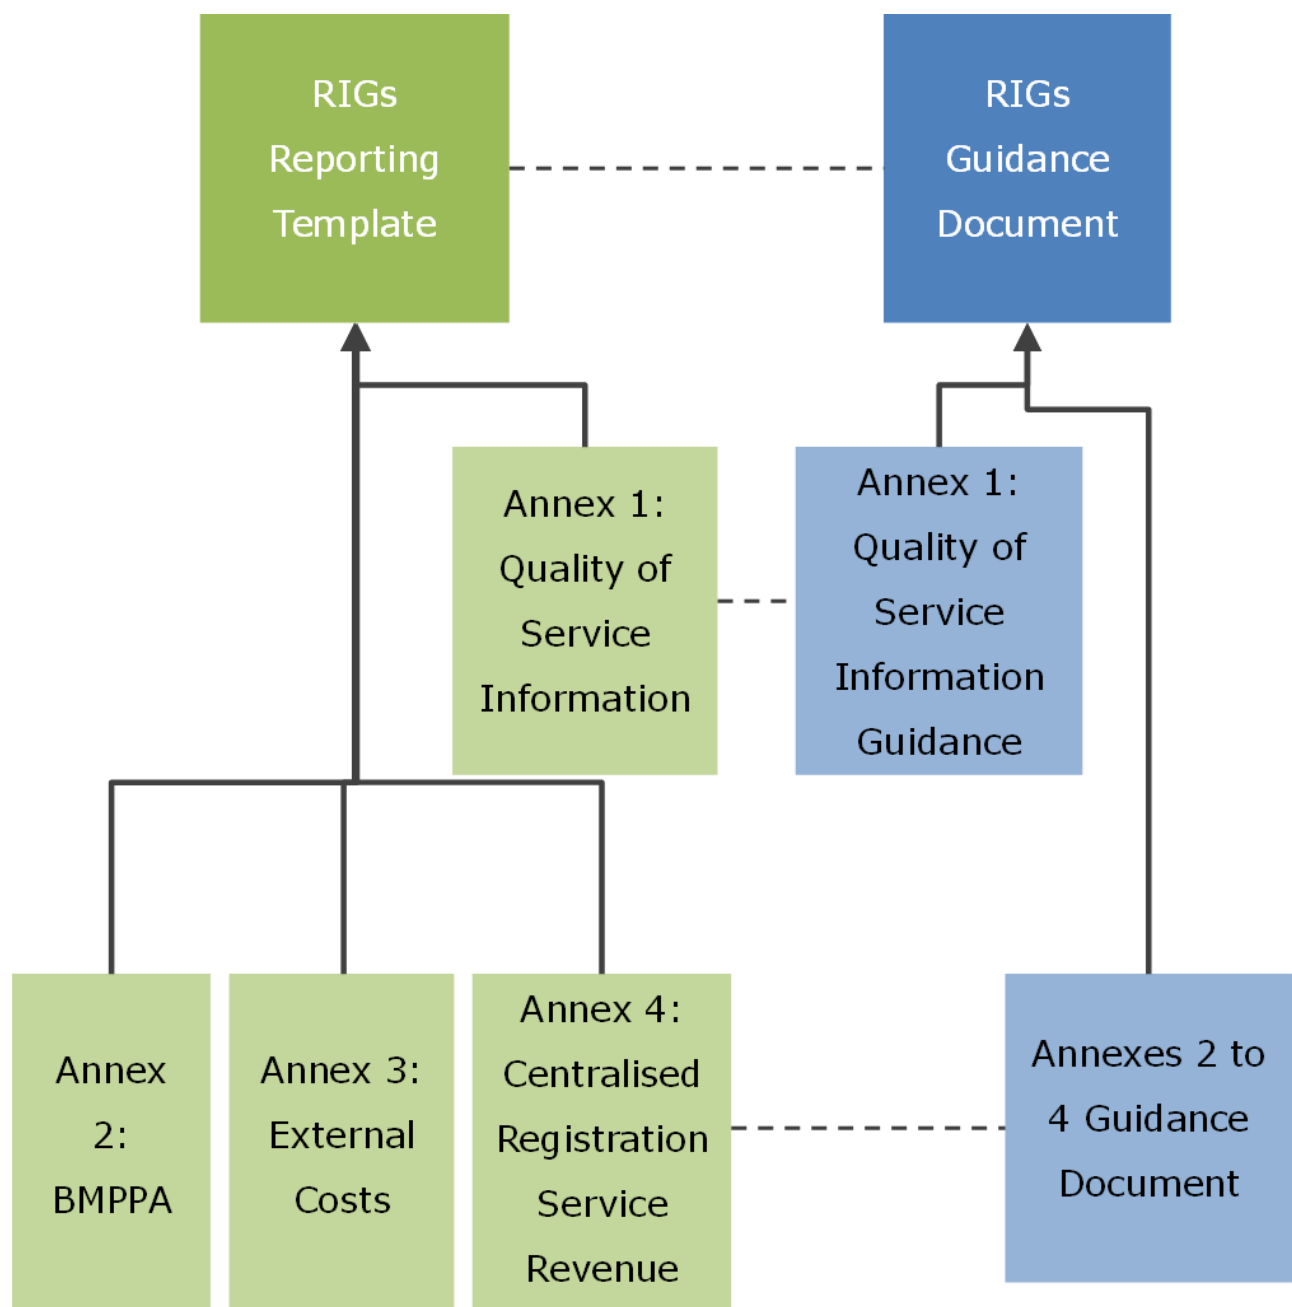 RIGs
Reporting
Template
RIGs
Guidance
Document
Annex 1:
Quality of
Service
Information
Annex 1:
Quality of
Service
Information
Guidance
Annex
2:
BMPPA
Annex 3:
External
Costs
Annex 4:
Centralised
Registration
Service
Revenue
Annexes 2 to
4 Guidance
Document